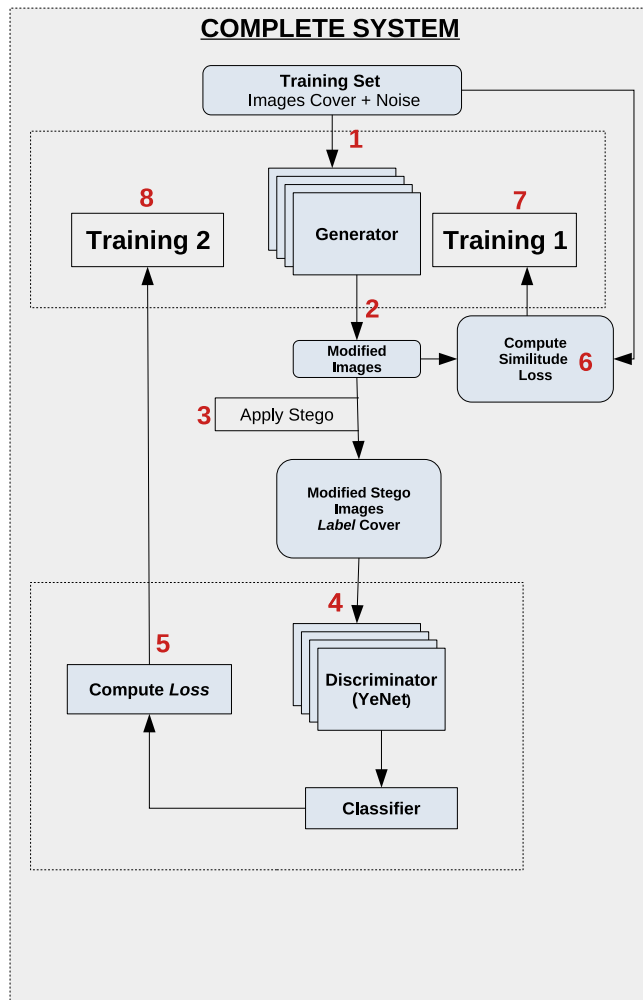 COMPLETE SYSTEM
Training Set
Images Cover + Noise
1
8
7
Generator
Training 2
Training 1
2
Modified
Images
Compute
Similitude
Loss
6
3
Apply Stego
Modified Stego
Images
Label Cover
4
5
Compute Loss
Discriminator
(YeNet)
Classifier